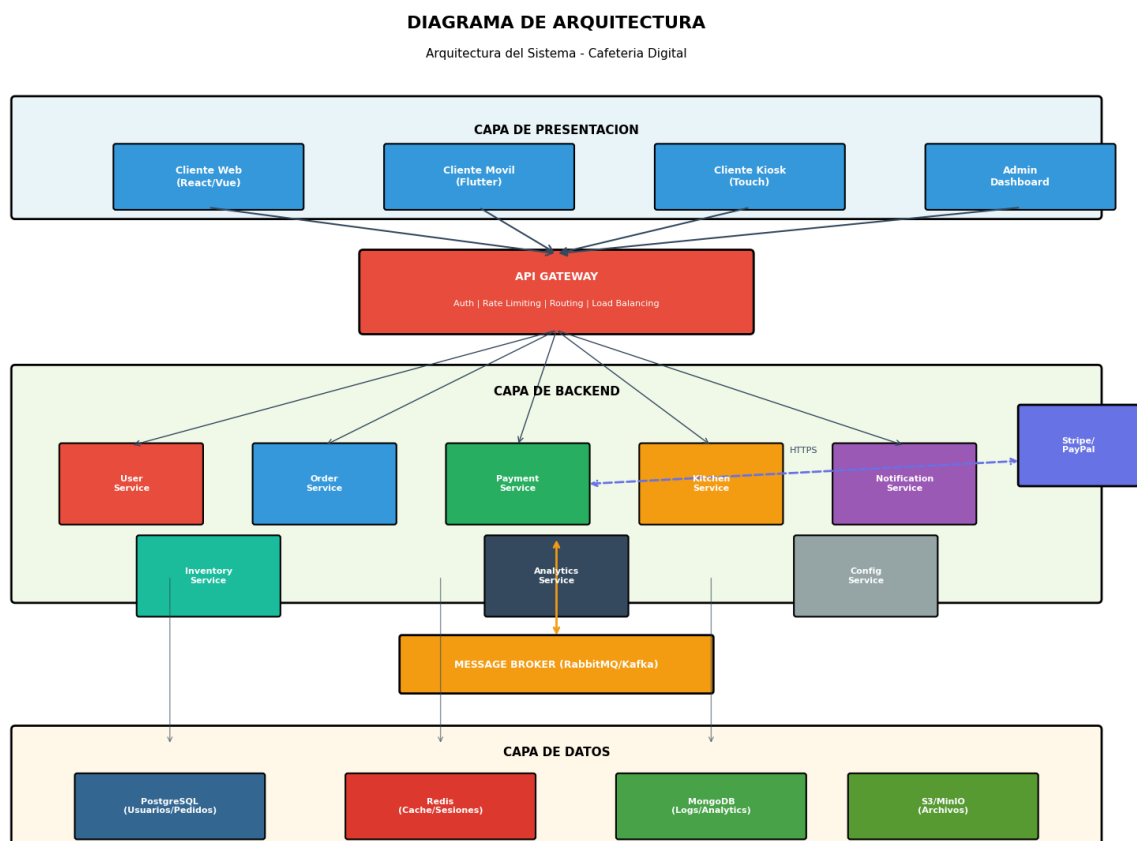 DIAGRAMA DE ARQUITECTURA
Arquitectura del Sistema - Cafeteria Digital
CAPA DE PRESENTACION
Cliente Web
(React/Vue)
Cliente Movil
(Flutter)
Cliente Kiosk
(Touch)
Admin
Dashboard
API GATEWAY
Auth | Rate Limiting | Routing | Load Balancing
CAPA DE BACKEND
User
Service
Order
Service
Payment
Service
Kitchen
Service
Notification
Service
HTTPS
Stripe/
PayPal
Inventory
Service
Analytics
Service
Config
Service
MESSAGE BROKER (RabbitMQ/Kafka)
CAPA DE DATOS
PostgreSQL
(Usuarios/Pedidos)
Redis
(Cache/Sesiones)
MongoDB
(Logs/Analytics)
S3/MinIO
(Archivos)